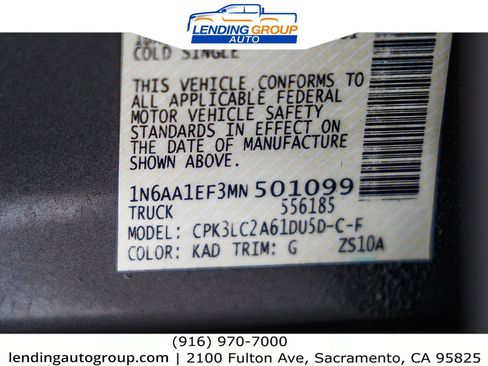 LENDING GROUP
AUTO
COLD SINGLE
THIS VEHICLE CONFORMS TO
ALL APPLICABLE FEDERAL
MOTOR VEHICLE SAFETY
STANDARDS IN EFFECT ON
THE DATE OF MANUFACTURE
SHOWN ABOVE.
1N6AA1EF3MN501099
TRUCK 556185
MODEL: CPK3LC2A61DU5D-C-F
COLOR: KAD TRIM: G ZS10A
(916) 970-7000
lendingautogroup.com | 2100 Fulton Ave, Sacramento, CA 95825